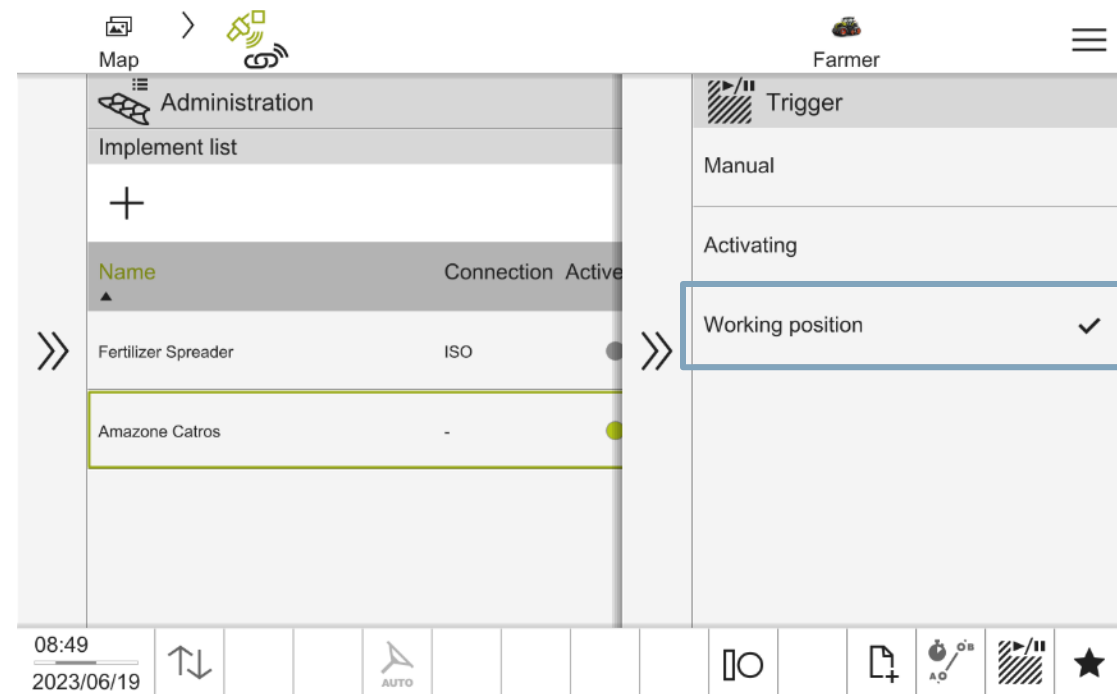 Map
Farmer
Administration
Implement list
Name Connection Active
Fertilizer Spreader ISO
Amazone Catros -
Trigger
Manual
Activating
Working position
08:49
2023/06/19
AUTO
A B